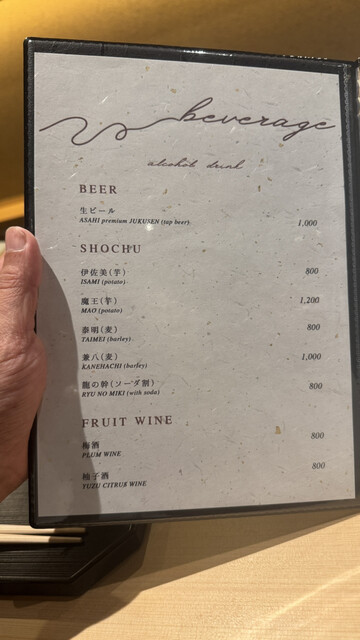 beverage
alcohol drink
BEER
生ビール
ASAHI premium JUKUSEN (tap beer)
1,000
SHOCHU
伊佐美(芋)
ISAMI (potato)
800
魔王(芋)
MAO (potato)
1,200
泰明(麦)
TAIMEI (barley)
800
兼八(麦)
KANEHACHI (barley)
1,000
龍の幹(ソーダ割)
RYU NO MIKI (with soda)
800
FRUIT WINE
梅酒
PLUM WINE
800
柚子酒
YUZU CITRUS WINE
800